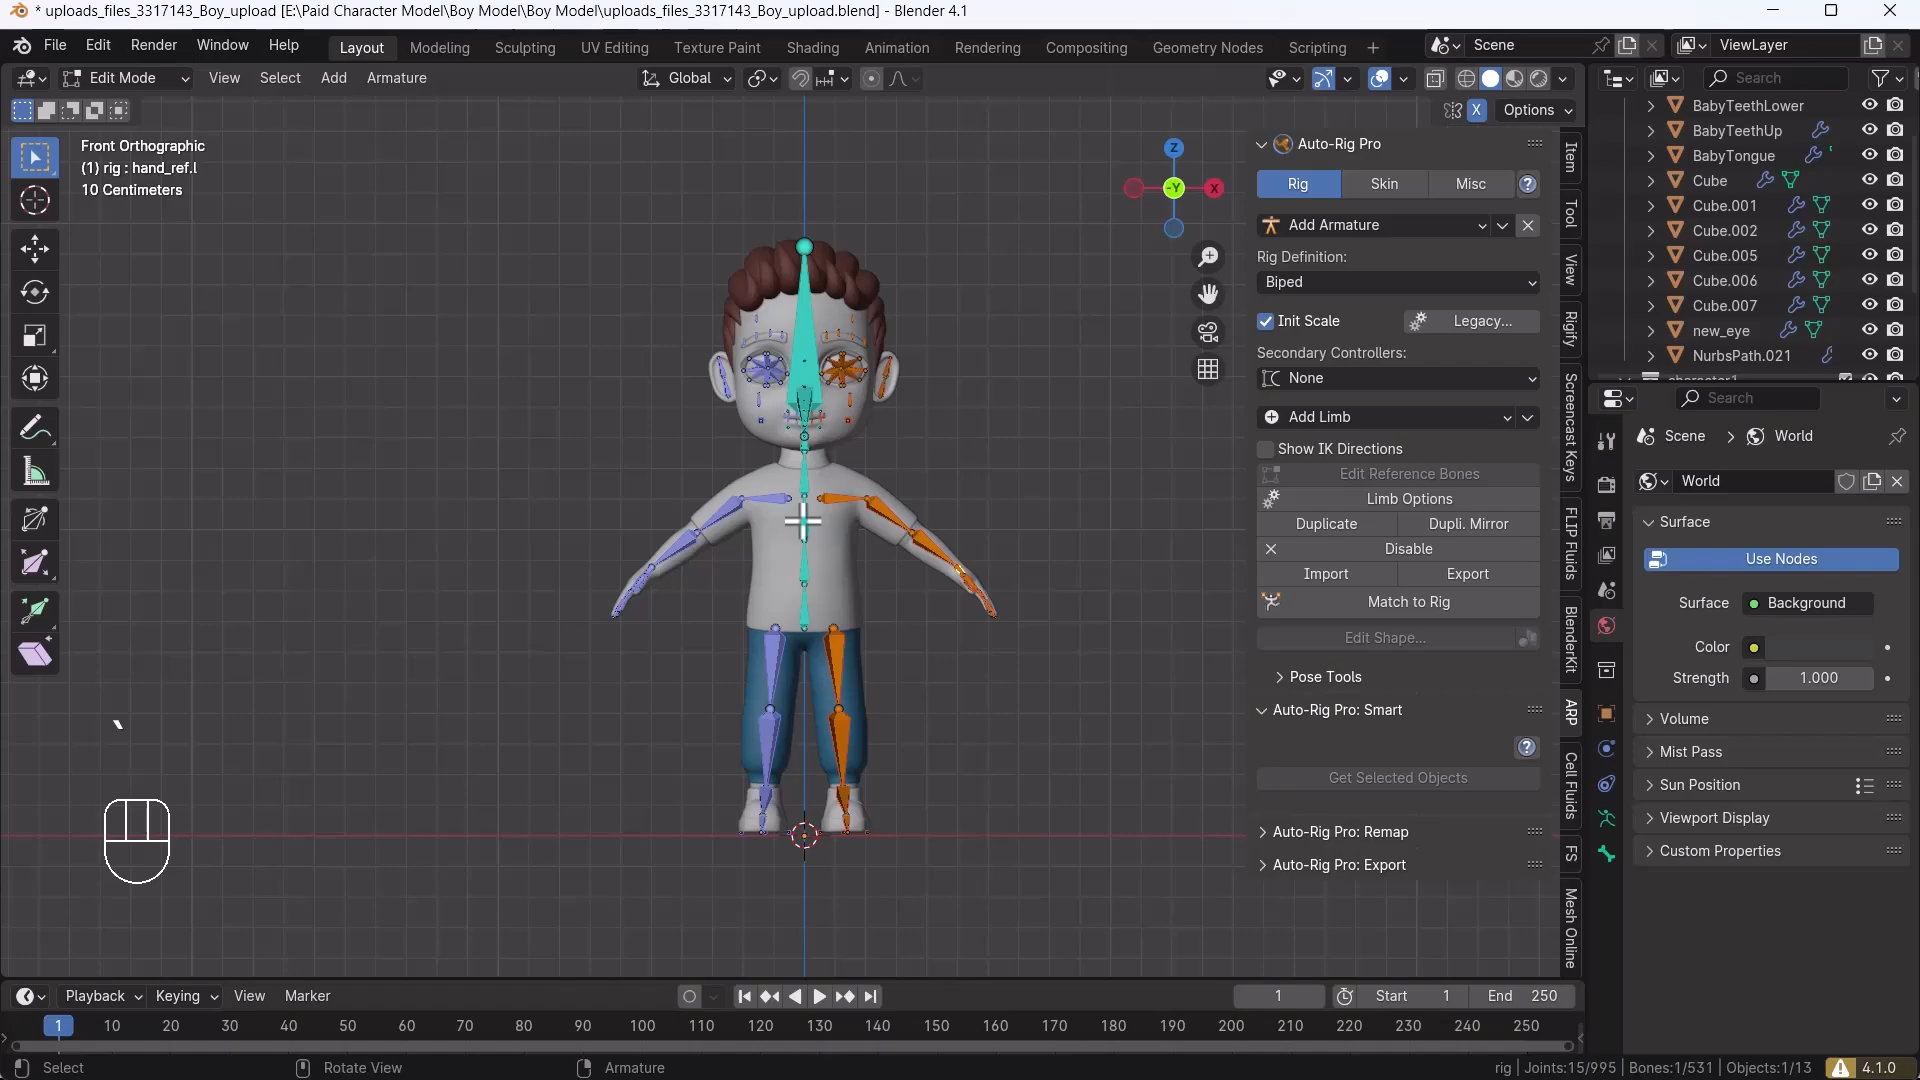 * uploads_files_3317143_Boy_upload [E:\Paid Character Model\Boy Model\Boy Model\uploads_files_3317143_Boy_upload.blend] - Blender 4.1
File Edit Render Window Help
Layout Modeling Sculpting UV Editing Texture Paint Shading Animation Rendering Compositing Geometry Nodes Scripting
Scene
ViewLayer
Edit Mode View Select Add Armature
Global
Search
X Options
Front Orthographic
(1) rig : hand_ref.l
10 Centimeters
Z
-Y
X
Auto-Rig Pro
Rig Skin Misc ?
Add Armature
Rig Definition:
Biped
Init Scale Legacy...
Secondary Controllers:
None
Add Limb
Show IK Directions
Edit Reference Bones
Limb Options
Duplicate Dupli. Mirror
Disable
Import Export
Match to Rig
Edit Shape...
Pose Tools
Auto-Rig Pro: Smart
?
Get Selected Objects
Auto-Rig Pro: Remap
Auto-Rig Pro: Export
Item
Tool
View
Rigify
Screencast Keys
FLIP Fluids
BlenderKit
ARP
Cell Fluids
FS
Mesh Online
BabyTeethLower
BabyTeethUp
BabyTongue
Cube
Cube.001
Cube.002
Cube.005
Cube.006
Cube.007
new_eye
NurbsPath.021
Search
Scene > World
World
Surface
Use Nodes
Surface Background
Color
Strength 1.000
Volume
Mist Pass
Sun Position
Viewport Display
Custom Properties
`
Playback Keying View Marker
1 Start 1 End 250
1 10 20 30 40 50 60 70 80 90 100 110 120 130 140 150 160 170 180 190 200 210 220 230 240 250
Select Rotate View Armature
rig | Joints:15/995 | Bones:1/531 | Objects:1/13 4.1.0